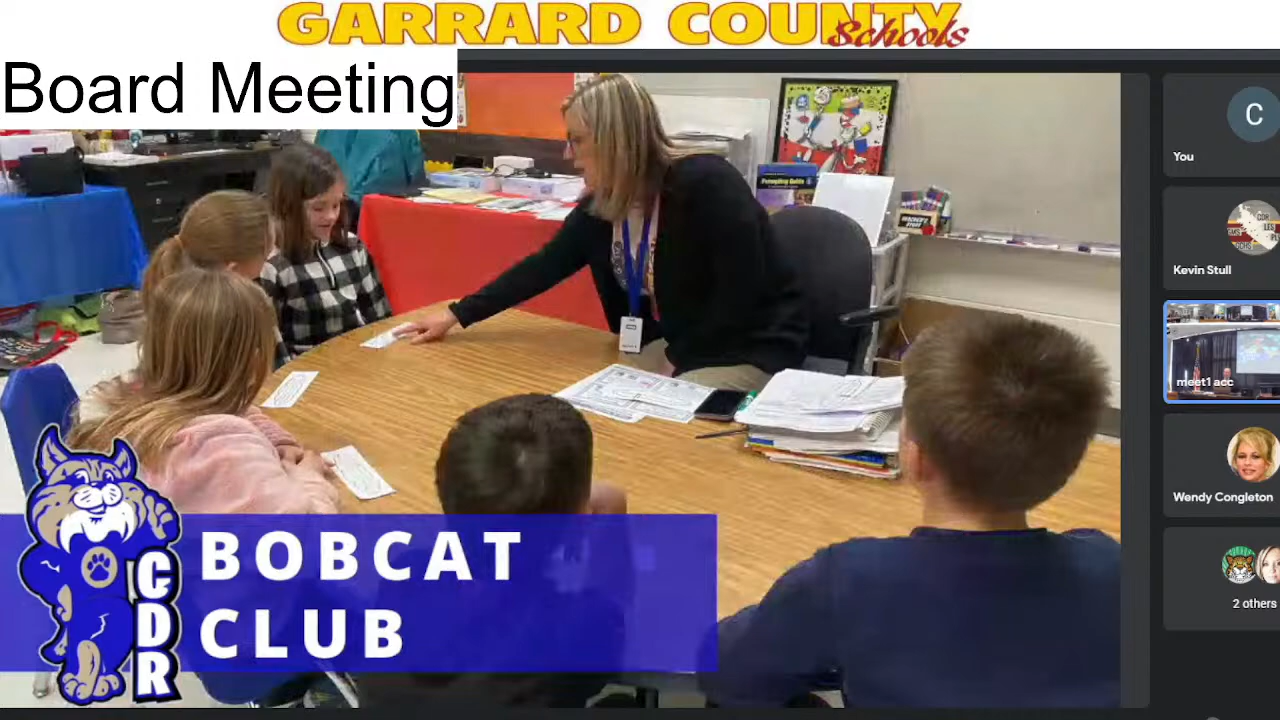 GARRARD COUNTY
Schools
Board Meeting
C
You
Kevin Stull
meet1 acc
Wendy Congleton
2 others
BOBCAT
CLUB
CDR